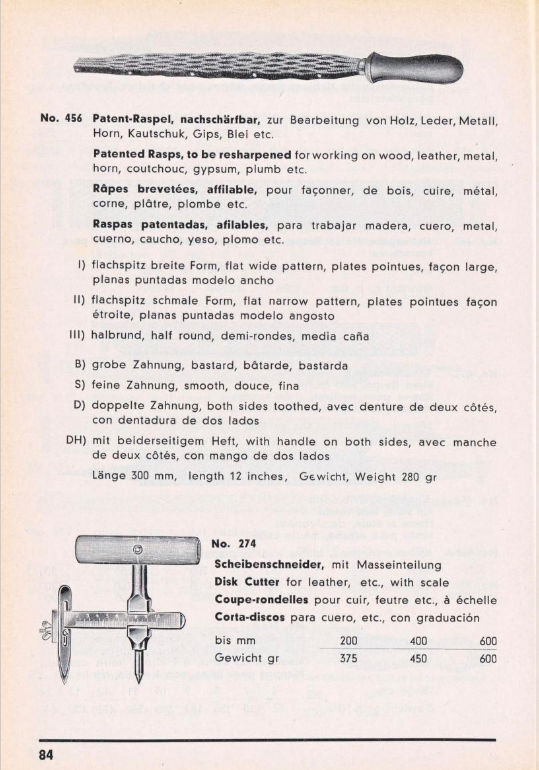 No. 456 Patent-Raspel, nachschärfbar, zur Bearbeitung von Holz, Leder, Metall,
Horn, Kautschuk, Gips, Blei etc.
Patented Rasps, to be resharpened for working on wood, leather, metal,
horn, coutchouc, gypsum, plumb etc.
Râpes brevetées, affilable, pour façonner, de bois, cuire, métal,
corne, plâtre, plombe etc.
Raspas patentadas, afilables, para trabajar madera, cuero, metal,
cuerno, caucho, yeso, plomo etc.
I) flachspitz breite Form, flat wide pattern, plates pointues, façon large,
planas puntadas modelo ancho
II) flachspitz schmale Form, flat narrow pattern, plates pointues façon
étroite, planas puntadas modelo angosto
III) halbrund, half round, demi-rondes, media caña
B) grobe Zahnung, bastard, bâtarde, bastarda
S) feine Zahnung, smooth, douce, fina
D) doppelte Zahnung, both sides toothed, avec denture de deux côtés,
con dentadura de dos lados
DH) mit beiderseitigem Heft, with handle on both sides, avec manche
de deux côtés, con mango de dos lados
Länge 300 mm, length 12 inches, Gewicht, Weight 280 gr
No. 274
Scheibenschneider, mit Masseinteilung
Disk Cutter for leather, etc., with scale
Coupe-rondelles pour cuir, feutre etc., à échelle
Corta-discos para cuero, etc., con graduación
bis mm 200 400 600
Gewicht gr 375 450 600
84